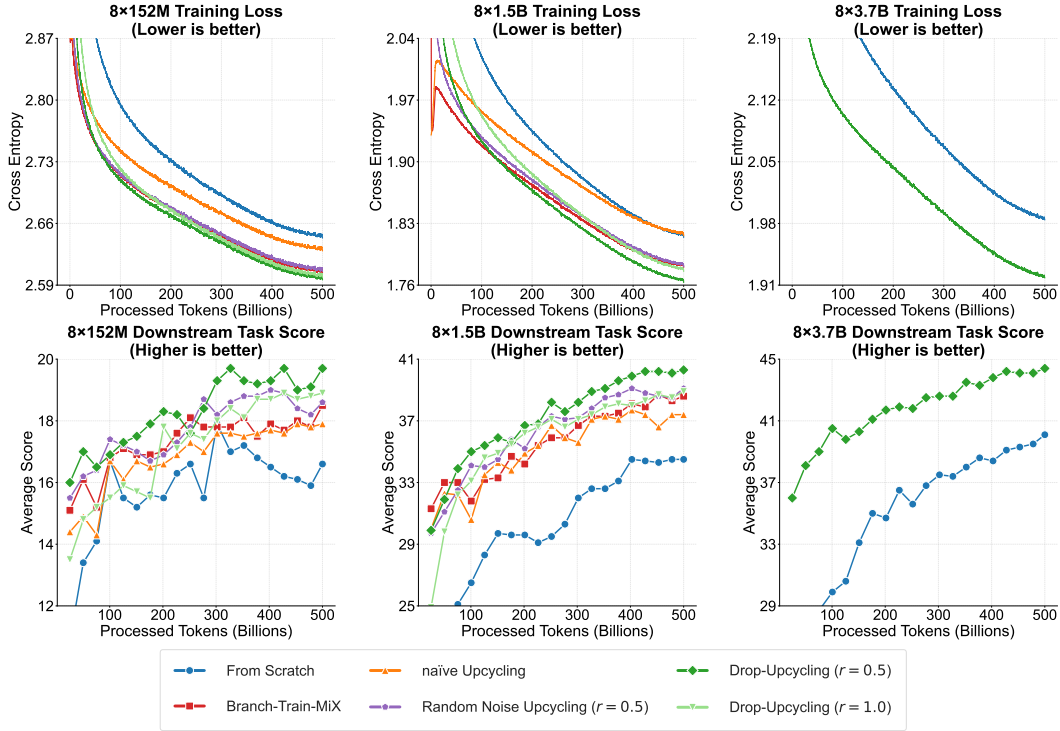 8×152M Training Loss
(Lower is better)
8×1.5B Training Loss
(Lower is better)
8×3.7B Training Loss
(Lower is better)
Cross Entropy
2.87
2.80
2.73
2.66
2.59
0 100 200 300 400 500
Processed Tokens (Billions)
Cross Entropy
2.04
1.97
1.90
1.83
1.76
0 100 200 300 400 500
Processed Tokens (Billions)
Cross Entropy
2.19
2.12
2.05
1.98
1.91
0 100 200 300 400 500
Processed Tokens (Billions)
8×152M Downstream Task Score
(Higher is better)
8×1.5B Downstream Task Score
(Higher is better)
8×3.7B Downstream Task Score
(Higher is better)
Average Score
20
18
16
14
12
100 200 300 400 500
Processed Tokens (Billions)
Average Score
41
37
33
29
25
100 200 300 400 500
Processed Tokens (Billions)
Average Score
45
41
37
33
29
100 200 300 400 500
Processed Tokens (Billions)
From Scratch
naïve Upcycling
Drop-Upcycling (r = 0.5)
Branch-Train-MiX
Random Noise Upcycling (r = 0.5)
Drop-Upcycling (r = 1.0)